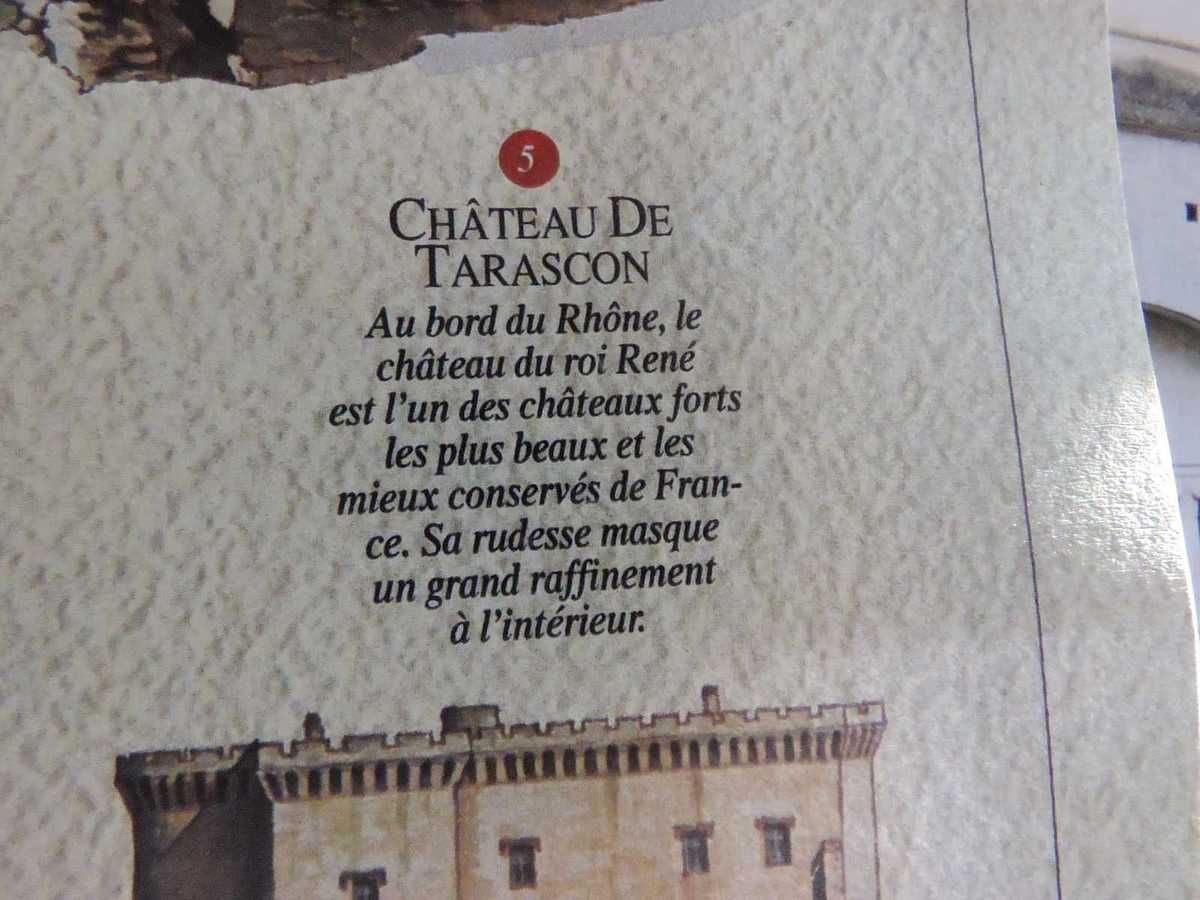 5
CHÂTEAU DE
TARASCON
Au bord du Rhône, le
château du roi René
est l'un des châteaux forts
les plus beaux et les
mieux conservés de Fran-
ce. Sa rudesse masque
un grand raffinement
à l'intérieur.